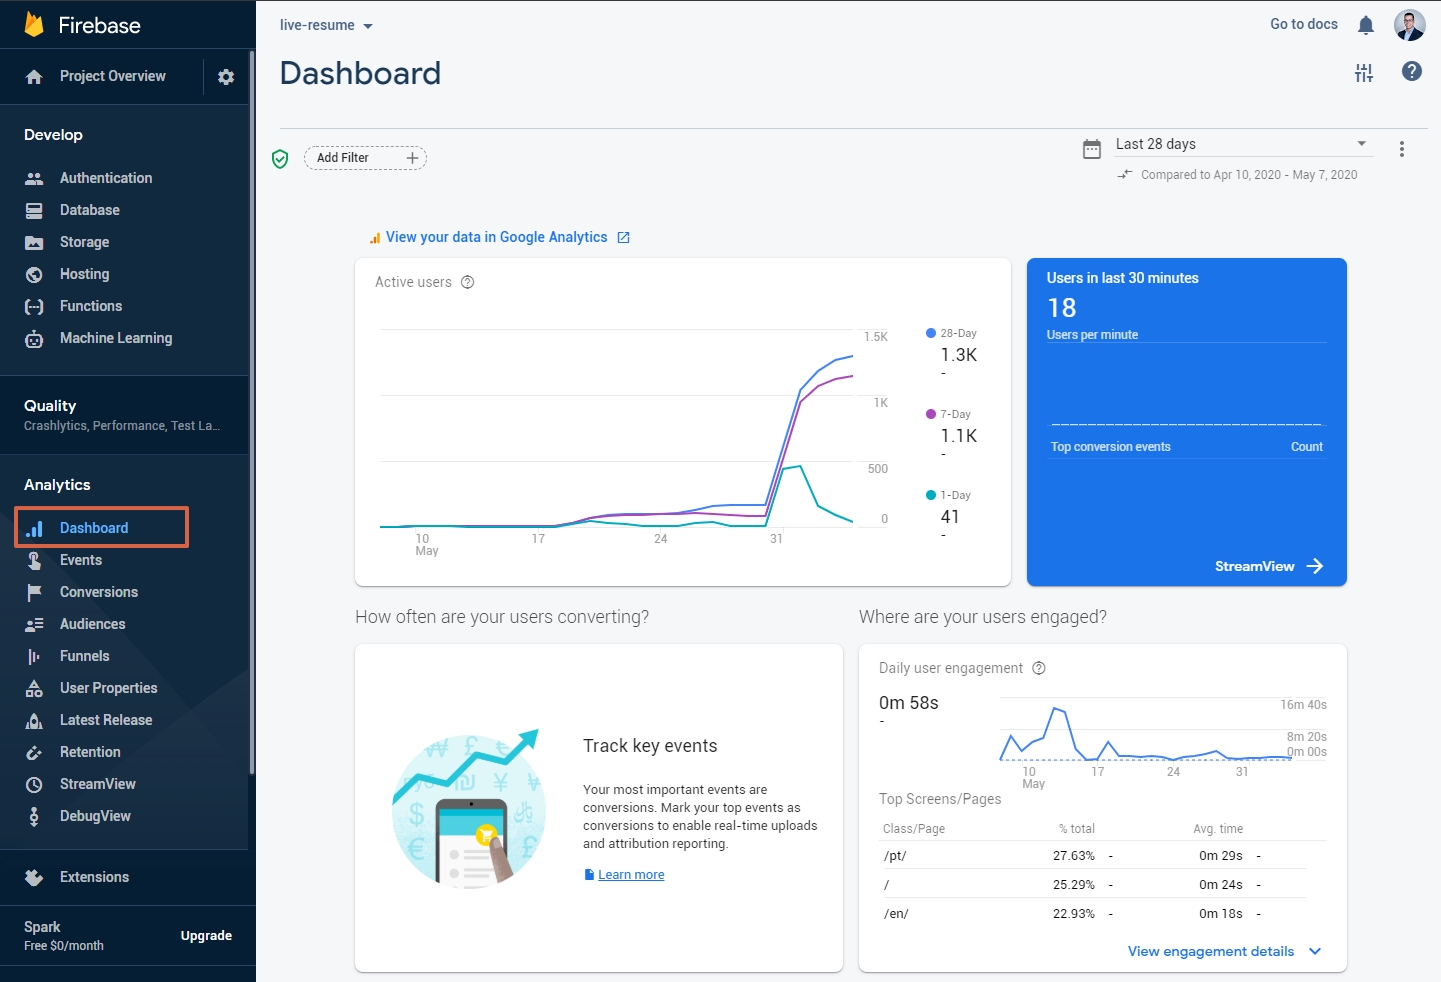 Firebase
Project Overview
Develop
Authentication
Database
Storage
Hosting
Functions
Machine Learning
Quality
Crashlytics, Performance, Test La...
Analytics
Dashboard
Events
Conversions
Audiences
Funnels
User Properties
Latest Release
Retention
StreamView
DebugView
Extensions
Spark
Free $0/month
Upgrade
live-resume
Go to docs
Dashboard
Add Filter
Last 28 days
Compared to Apr 10, 2020 - May 7, 2020
View your data in Google Analytics
Active users
1.5K
1K
500
0
10
May
17
24
31
28-Day
1.3K
-
7-Day
1.1K
-
1-Day
41
-
Users in last 30 minutes
18
Users per minute
Top conversion events Count
StreamView
How often are your users converting?
Track key events
Your most important events are
conversions. Mark your top events as
conversions to enable real-time uploads
and attribution reporting.
Learn more
Where are your users engaged?
Daily user engagement
0m 58s
-
16m 40s
8m 20s
0m 00s
10
May
17
24
31
Top Screens/Pages
Class/Page % total Avg. time
/pt/ 27.63% - 0m 29s -
/ 25.29% - 0m 24s -
/en/ 22.93% - 0m 18s -
View engagement details